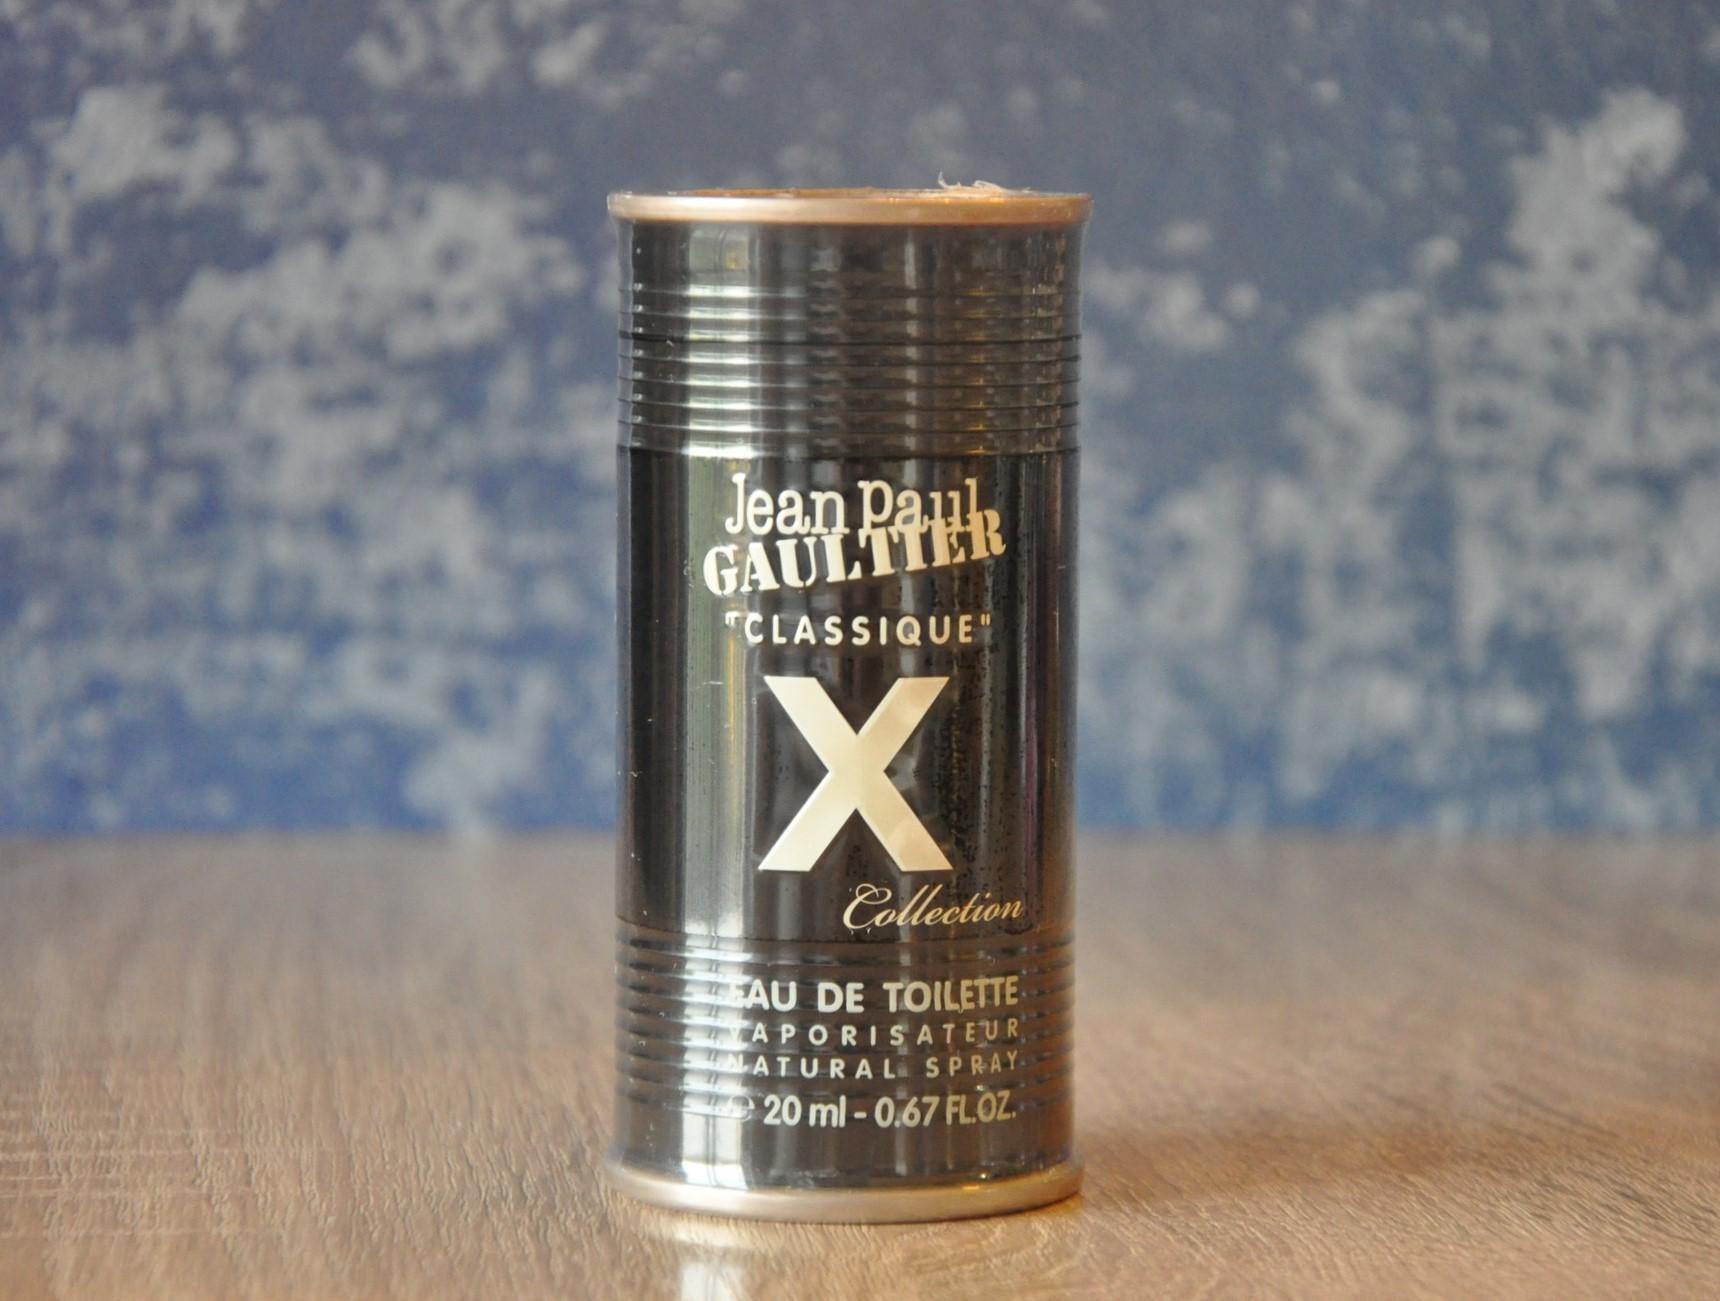 Jean Paul
GAULTIER
"CLASSIQUE"
X
Collection
EAU DE TOILETTE
VAPORISATEUR
NATURAL SPRAY
℮ 20 ml - 0.67 FL.OZ.